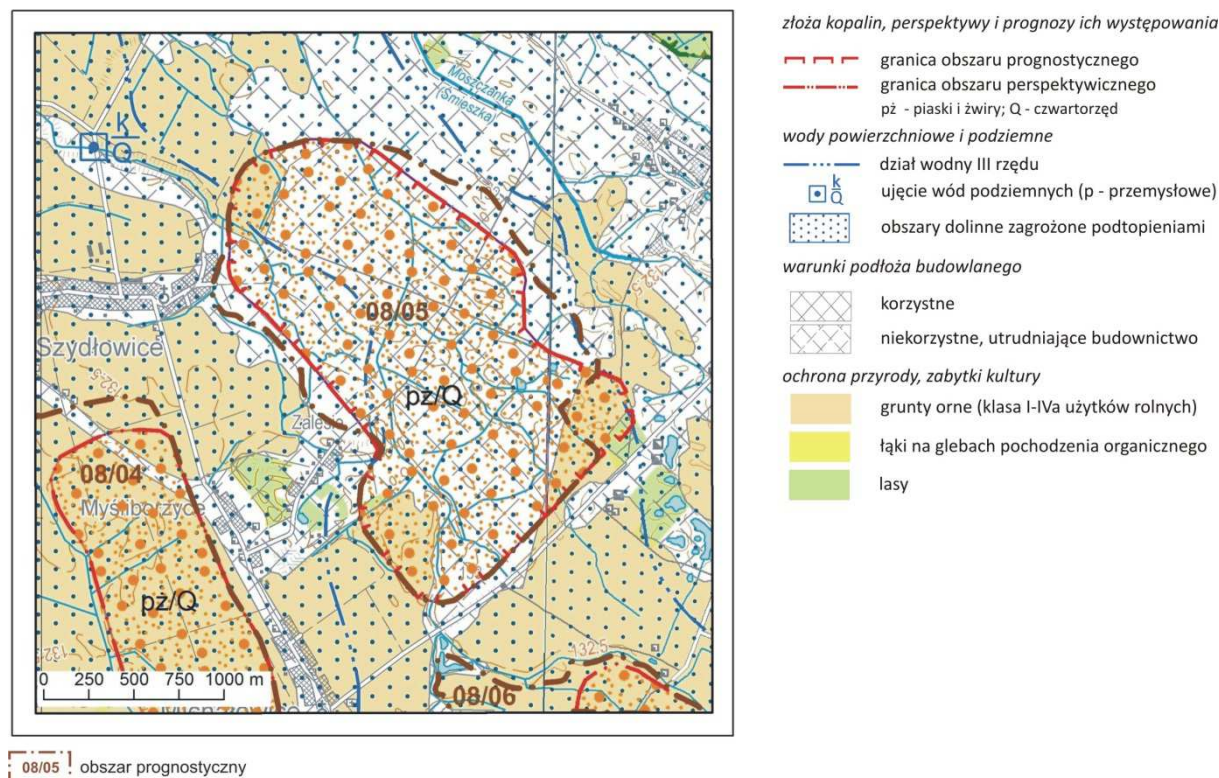 Moszczanka
(Śmieszka)
k
Q
132,5
08/05
Szydłowice
132,5
pż/Q
Zalesie
08/04
Myśliborzyce
pż/Q
132,5
132,5
0 250 500 750 1000 m
08/06
08/05 obszar prognostyczny
złoża kopalin, perspektywy i prognozy ich występowania
granica obszaru prognostycznego
granica obszaru perspektywicznego
pż - piaski i żwiry; Q - czwartorzęd
wody powierzchniowe i podziemne
dział wodny III rzędu
k
Q
ujęcie wód podziemnych (p - przemysłowe)
obszary dolinne zagrożone podtopieniami
warunki podłoża budowlanego
korzystne
niekorzystne, utrudniające budownictwo
ochrona przyrody, zabytki kultury
grunty orne (klasa I-IVa użytków rolnych)
łąki na glebach pochodzenia organicznego
lasy